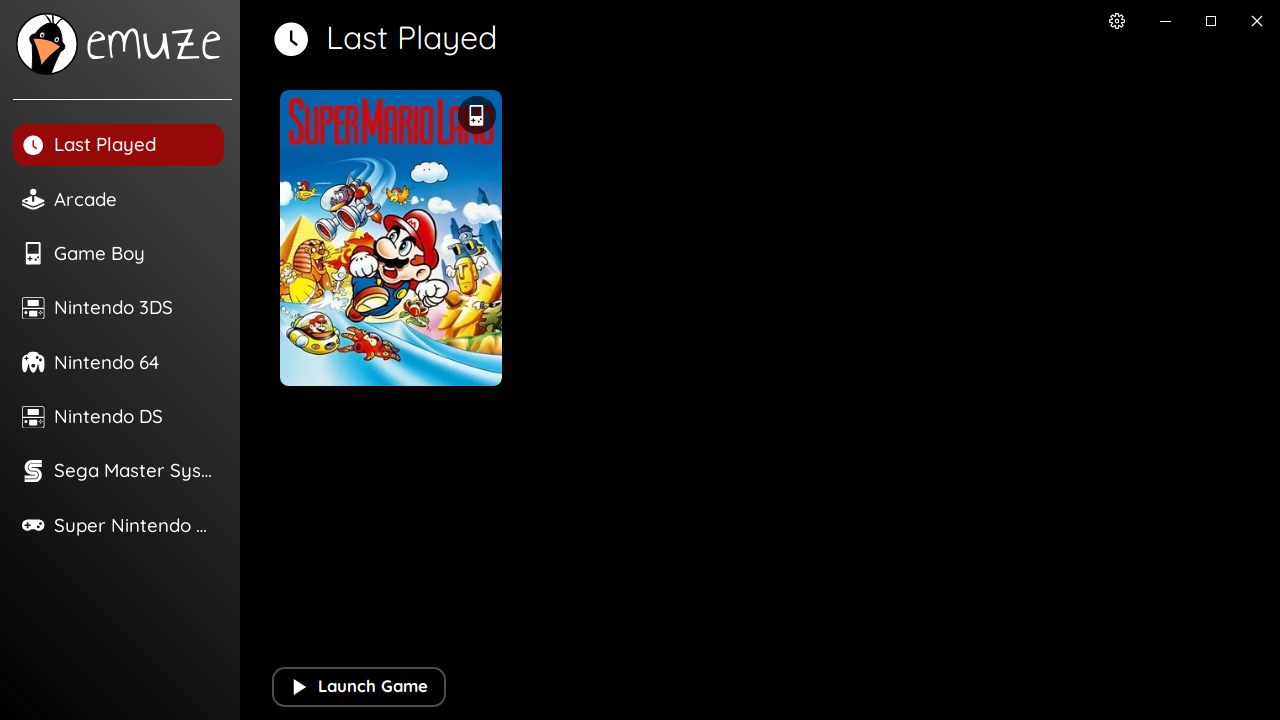 emuze
Last Played
Arcade
Game Boy
Nintendo 3DS
Nintendo 64
Nintendo DS
Sega Master Sys...
Super Nintendo ...
Last Played
SUPER MARIO LAND
Launch Game